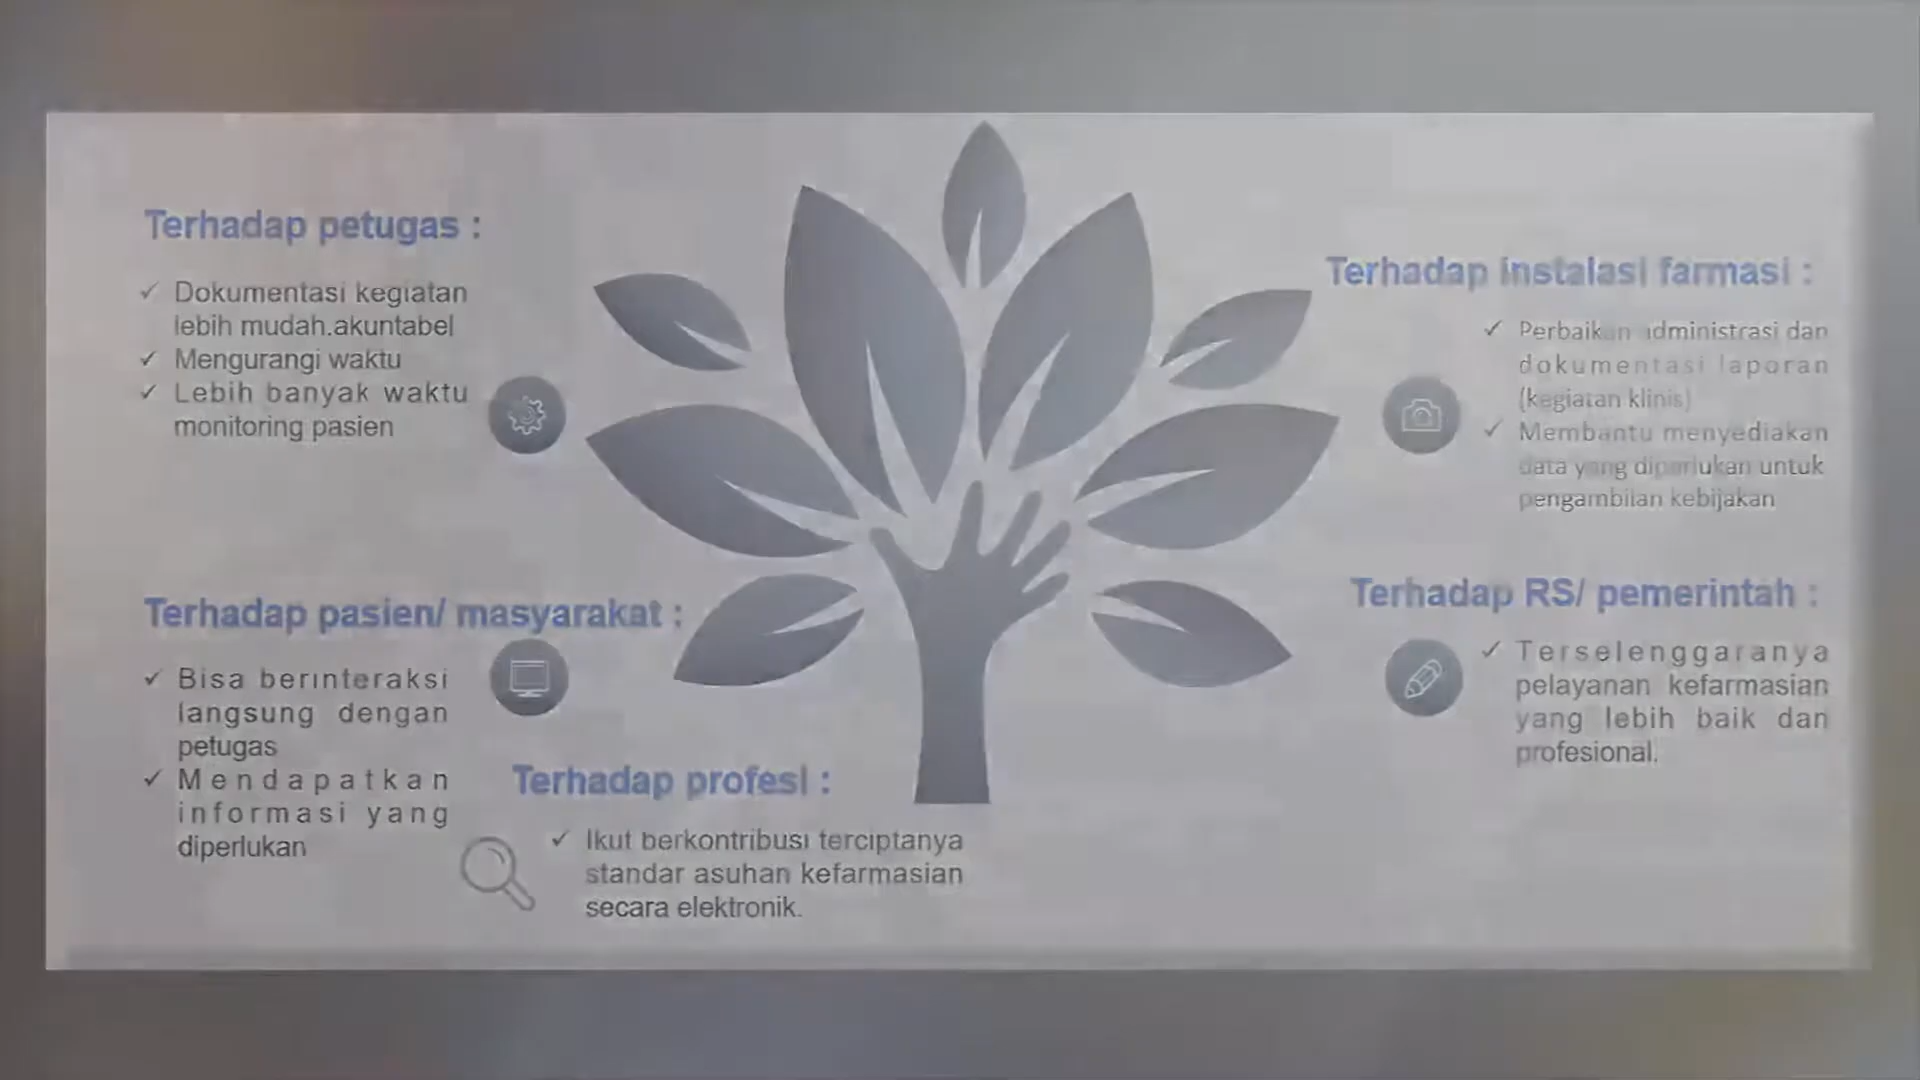 Terhadap petugas :
Dokumentasi kegiatan
lebih mudah.akuntabel
Mengurangi waktu
Lebih banyak waktu
monitoring pasien
Terhadap pasien/ masyarakat :
Bisa berinteraksi
langsung dengan
petugas
Mendapatkan
informasi yang
diperlukan
Terhadap profesi :
Ikut berkontribusi terciptanya
standar asuhan kefarmasian
secara elektronik.
Terhadap instalasi farmasi :
Perbaikan administrasi dan
dokumentasi laporan
(kegiatan klinis)
Membantu menyediakan
data yang diperlukan untuk
pengambilan kebijakan
Terhadap RS/ pemerintah :
Terselenggaranya
pelayanan kefarmasian
yang lebih baik dan
profesional.